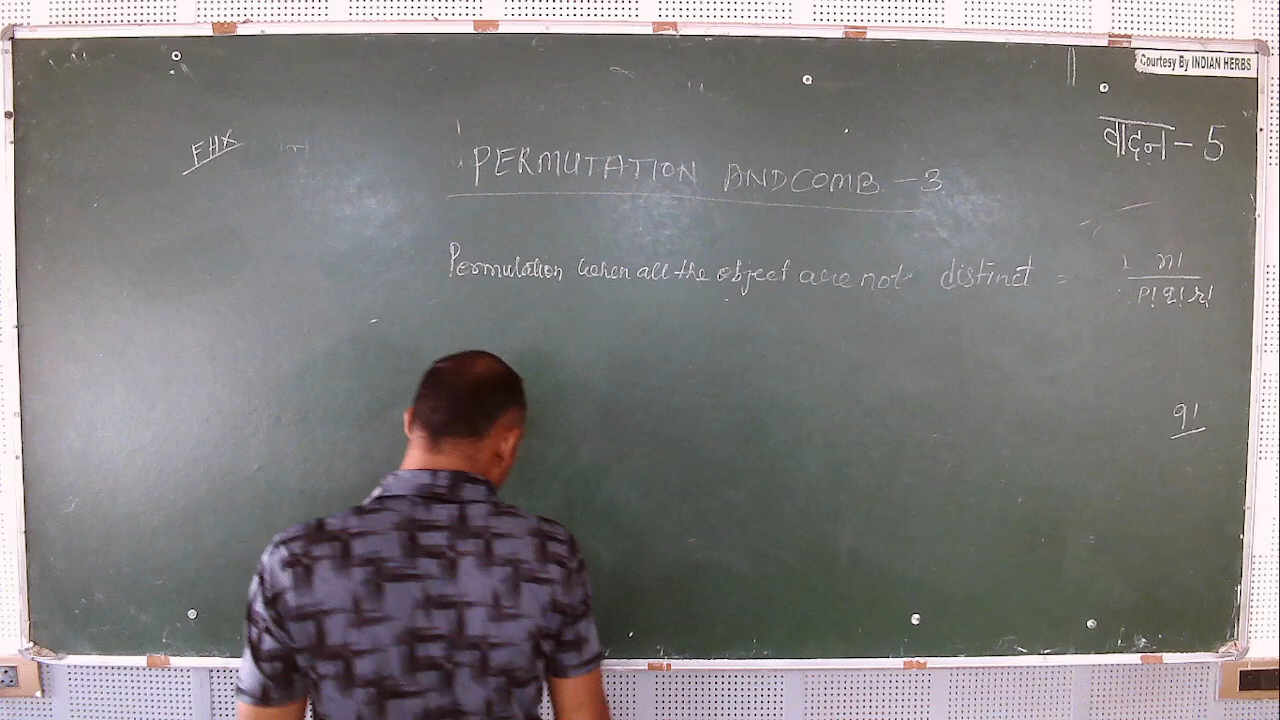 Courtesy By INDIAN HERBS
वादन - 5
FHX
PERMUTATION AND COMB - 3
Permutation when all the object are not distinct = n! / p! q! r!
9!